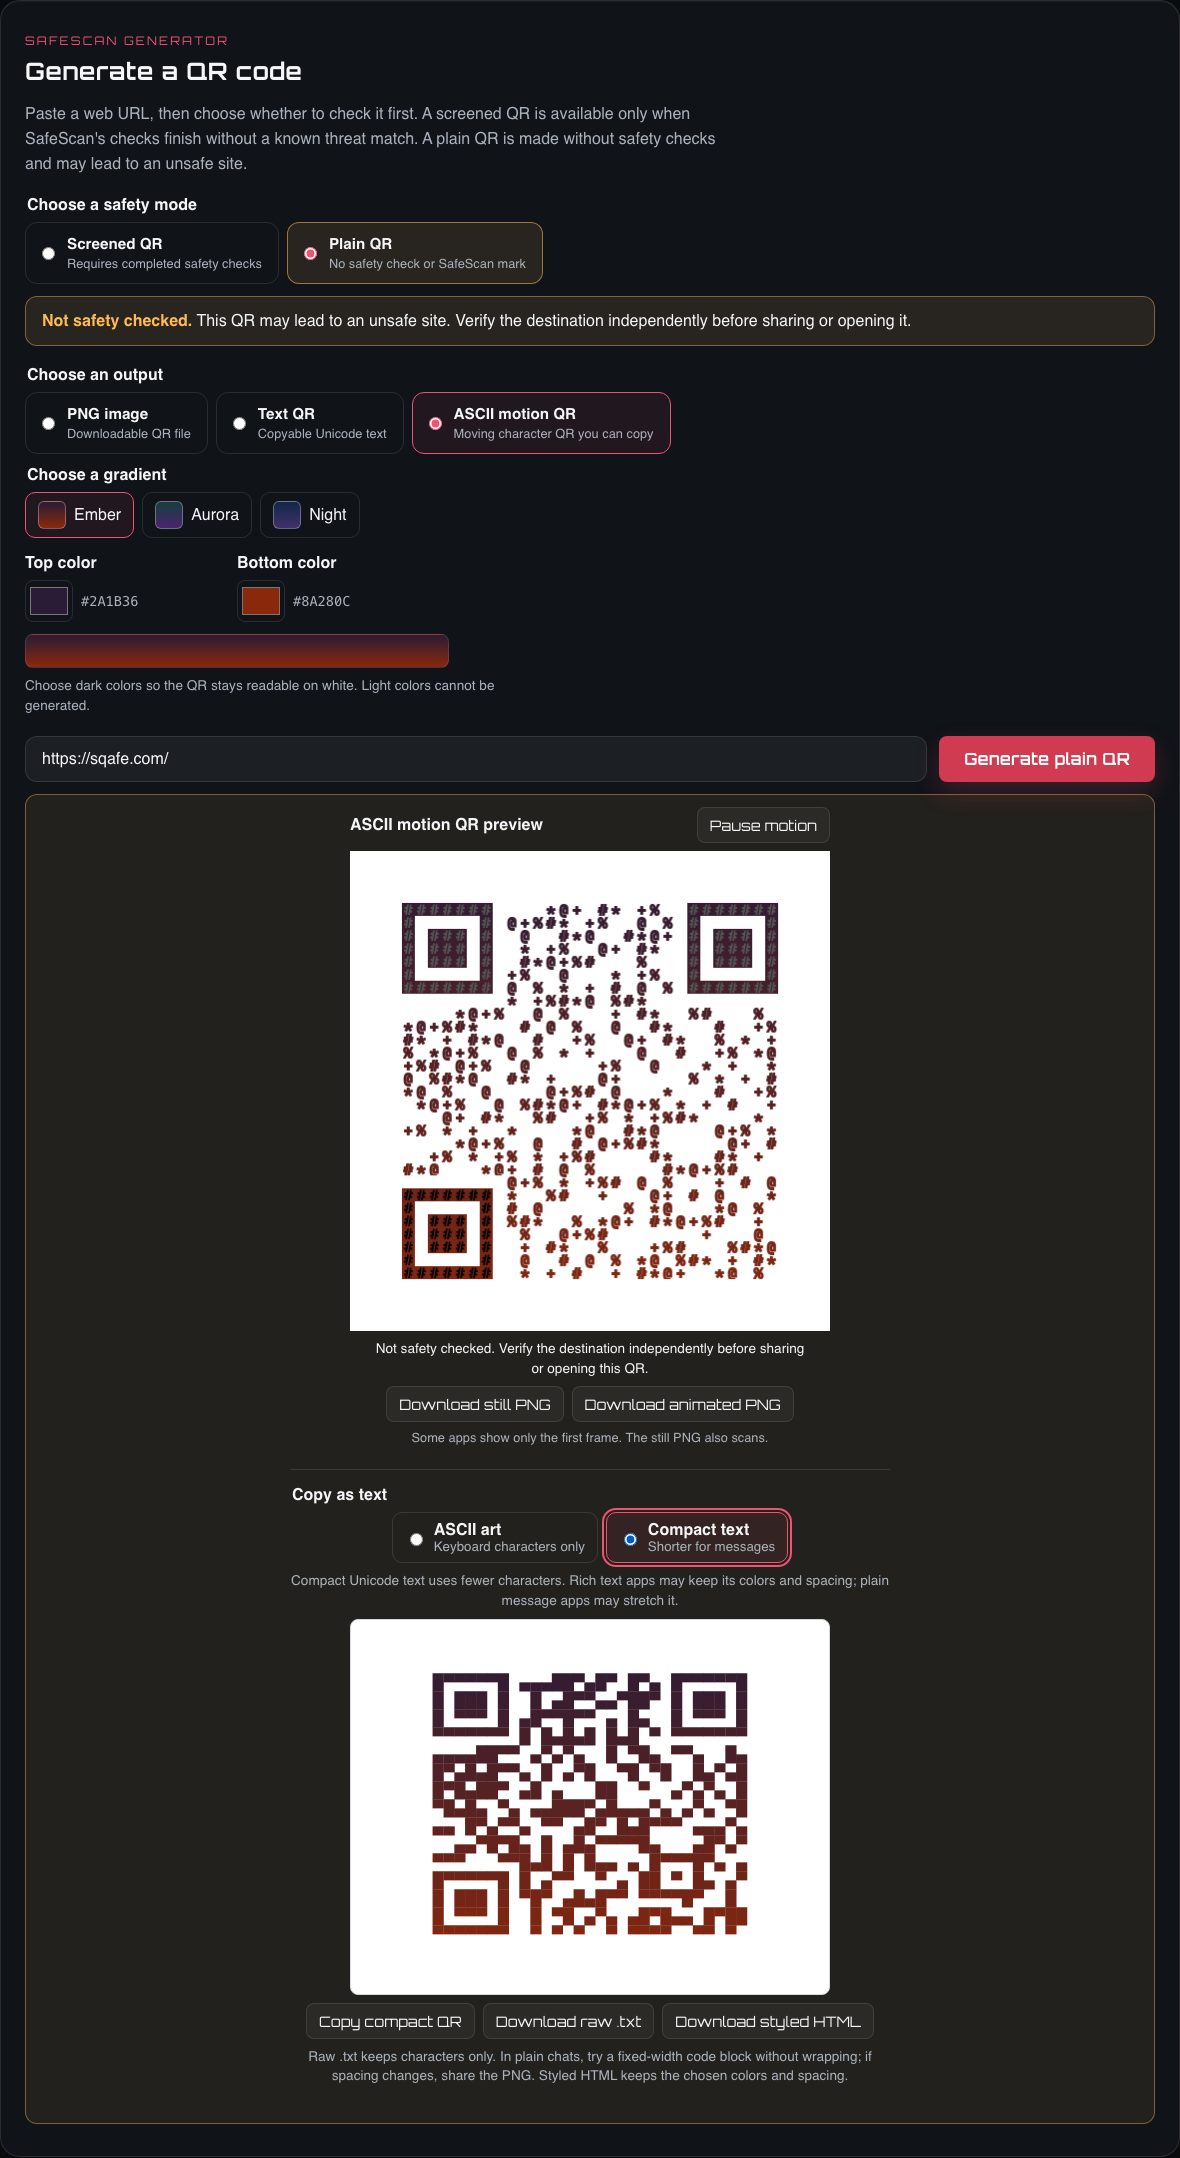 SAFESCAN GENERATOR
Generate a QR code
Paste a web URL, then choose whether to check it first. A screened QR is available only when
SafeScan's checks finish without a known threat match. A plain QR is made without safety checks
and may lead to an unsafe site.
Choose a safety mode
Screened QR
Requires completed safety checks
Plain QR
No safety check or SafeScan mark
Not safety checked. This QR may lead to an unsafe site. Verify the destination independently before sharing or opening it.
Choose an output
PNG image
Downloadable QR file
Text QR
Copyable Unicode text
ASCII motion QR
Moving character QR you can copy
Choose a gradient
Ember
Aurora
Night
Top color
Bottom color
#2A1B36
#8A280C
Choose dark colors so the QR stays readable on white. Light colors cannot be
generated.
https://sqafe.com/
Generate plain QR
ASCII motion QR preview
Pause motion
Not safety checked. Verify the destination independently before sharing
or opening this QR.
Download still PNG
Download animated PNG
Some apps show only the first frame. The still PNG also scans.
Copy as text
ASCII art
Keyboard characters only
Compact text
Shorter for messages
Compact Unicode text uses fewer characters. Rich text apps may keep its colors and spacing; plain
message apps may stretch it.
Copy compact QR
Download raw .txt
Download styled HTML
Raw .txt keeps characters only. In plain chats, try a fixed-width code block without wrapping; if
spacing changes, share the PNG. Styled HTML keeps the chosen colors and spacing.